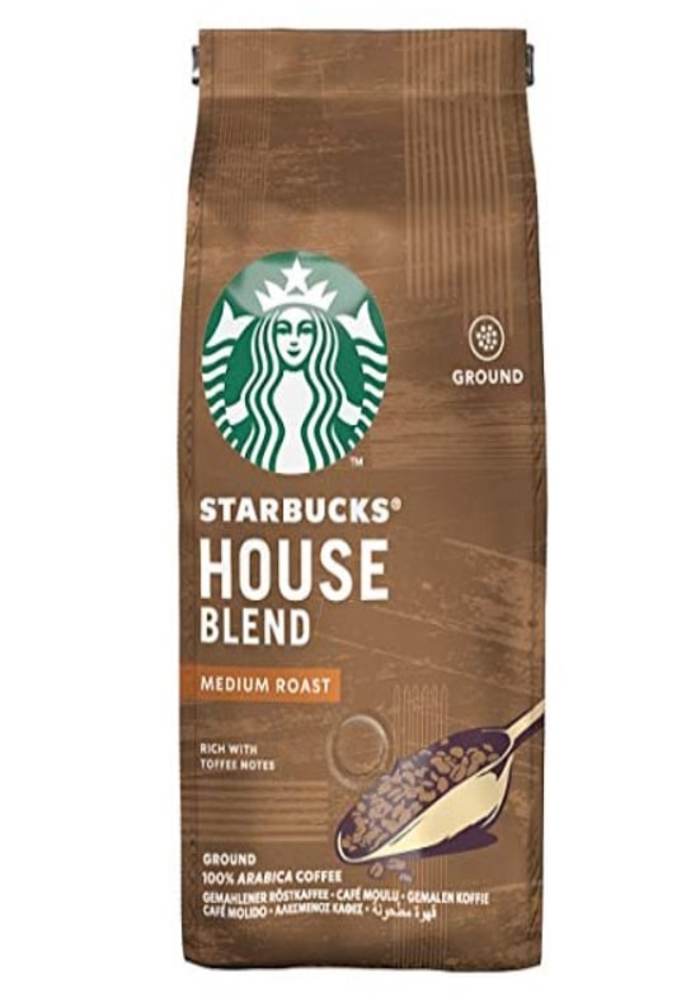 GROUND
™
STARBUCKS®
HOUSE
BLEND
MEDIUM ROAST
RICH WITH
TOFFEE NOTES
GROUND
100% ARABICA COFFEE
GEMAHLENER RÖSTKAFFEE • CAFÉ MOULU • GEMALEN KOFFIE
CAFÉ MOLIDO • ΑΛΕΣΜΕΝΟΣ ΚΑΦΕΣ • قهوة مطحونة